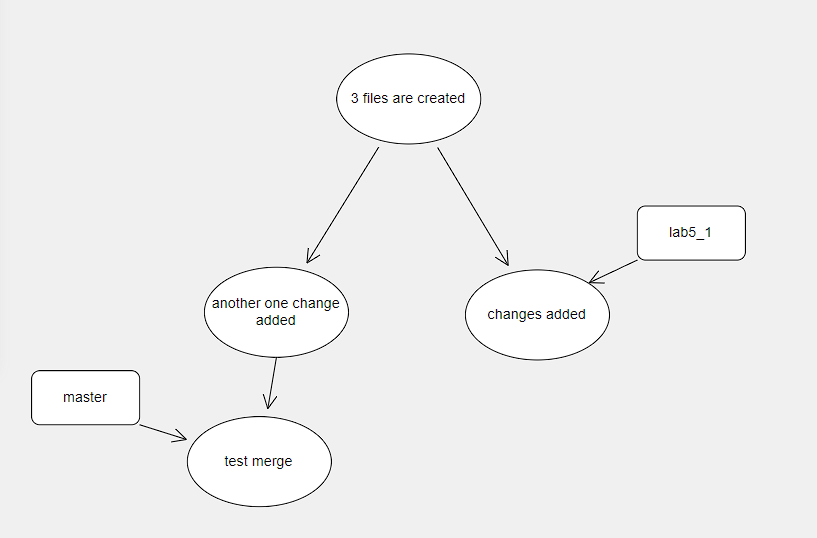 3 files are created
lab5_1
another one change
added
changes added
master
test merge